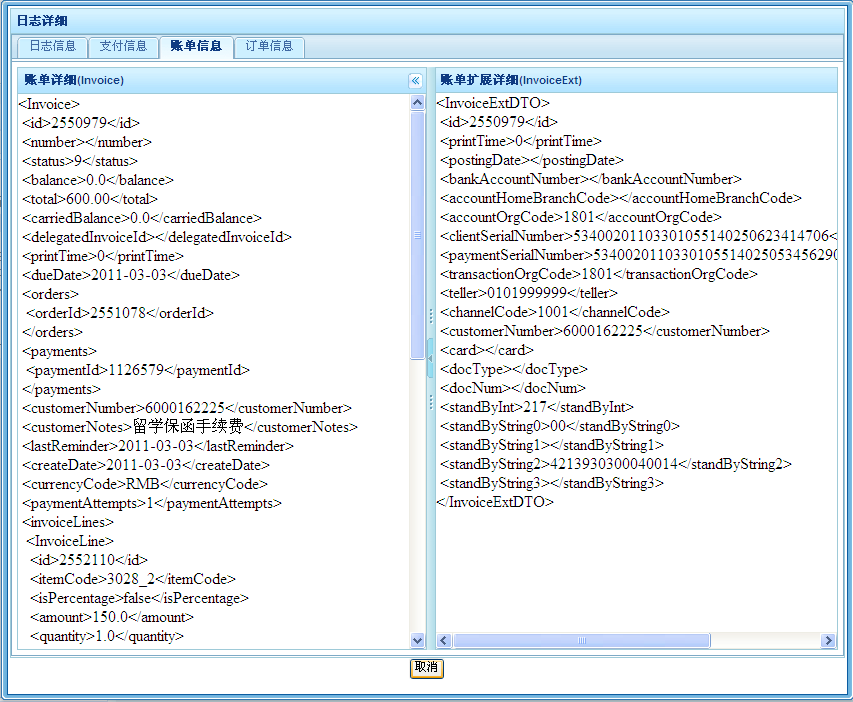 日志详细
日志信息 支付信息 账单信息 订单信息
账单详细(Invoice)
<Invoice>
<id>2550979</id>
<number></number>
<status>9</status>
<balance>0.0</balance>
<total>600.00</total>
<carriedBalance>0.0</carriedBalance>
<delegatedInvoiceId></delegatedInvoiceId>
<printTime>0</printTime>
<dueDate>2011-03-03</dueDate>
<orders>
<orderId>2551078</orderId>
</orders>
<payments>
<paymentId>1126579</paymentId>
</payments>
<customerNumber>6000162225</customerNumber>
<customerNotes>留学保函手续费</customerNotes>
<lastReminder>2011-03-03</lastReminder>
<createDate>2011-03-03</createDate>
<currencyCode>RMB</currencyCode>
<paymentAttempts>1</paymentAttempts>
<invoiceLines>
<InvoiceLine>
<id>2552110</id>
<itemCode>3028_2</itemCode>
<isPercentage>false</isPercentage>
<amount>150.0</amount>
<quantity>1.0</quantity>
账单扩展详细(InvoiceExt)
<InvoiceExtDTO>
<id>2550979</id>
<printTime>0</printTime>
<postingDate></postingDate>
<bankAccountNumber></bankAccountNumber>
<accountHomeBranchCode></accountHomeBranchCode>
<accountOrgCode>1801</accountOrgCode>
<clientSerialNumber>53400201103301055140250623414706<
<paymentSerialNumber>5340020110330105514025053456290
<transactionOrgCode>1801</transactionOrgCode>
<teller>0101999999</teller>
<channelCode>1001</channelCode>
<customerNumber>6000162225</customerNumber>
<card></card>
<docType></docType>
<docNum></docNum>
<standByInt>217</standByInt>
<standByString0>00</standByString0>
<standByString1></standByString1>
<standByString2>4213930300040014</standByString2>
<standByString3></standByString3>
</InvoiceExtDTO>
取消